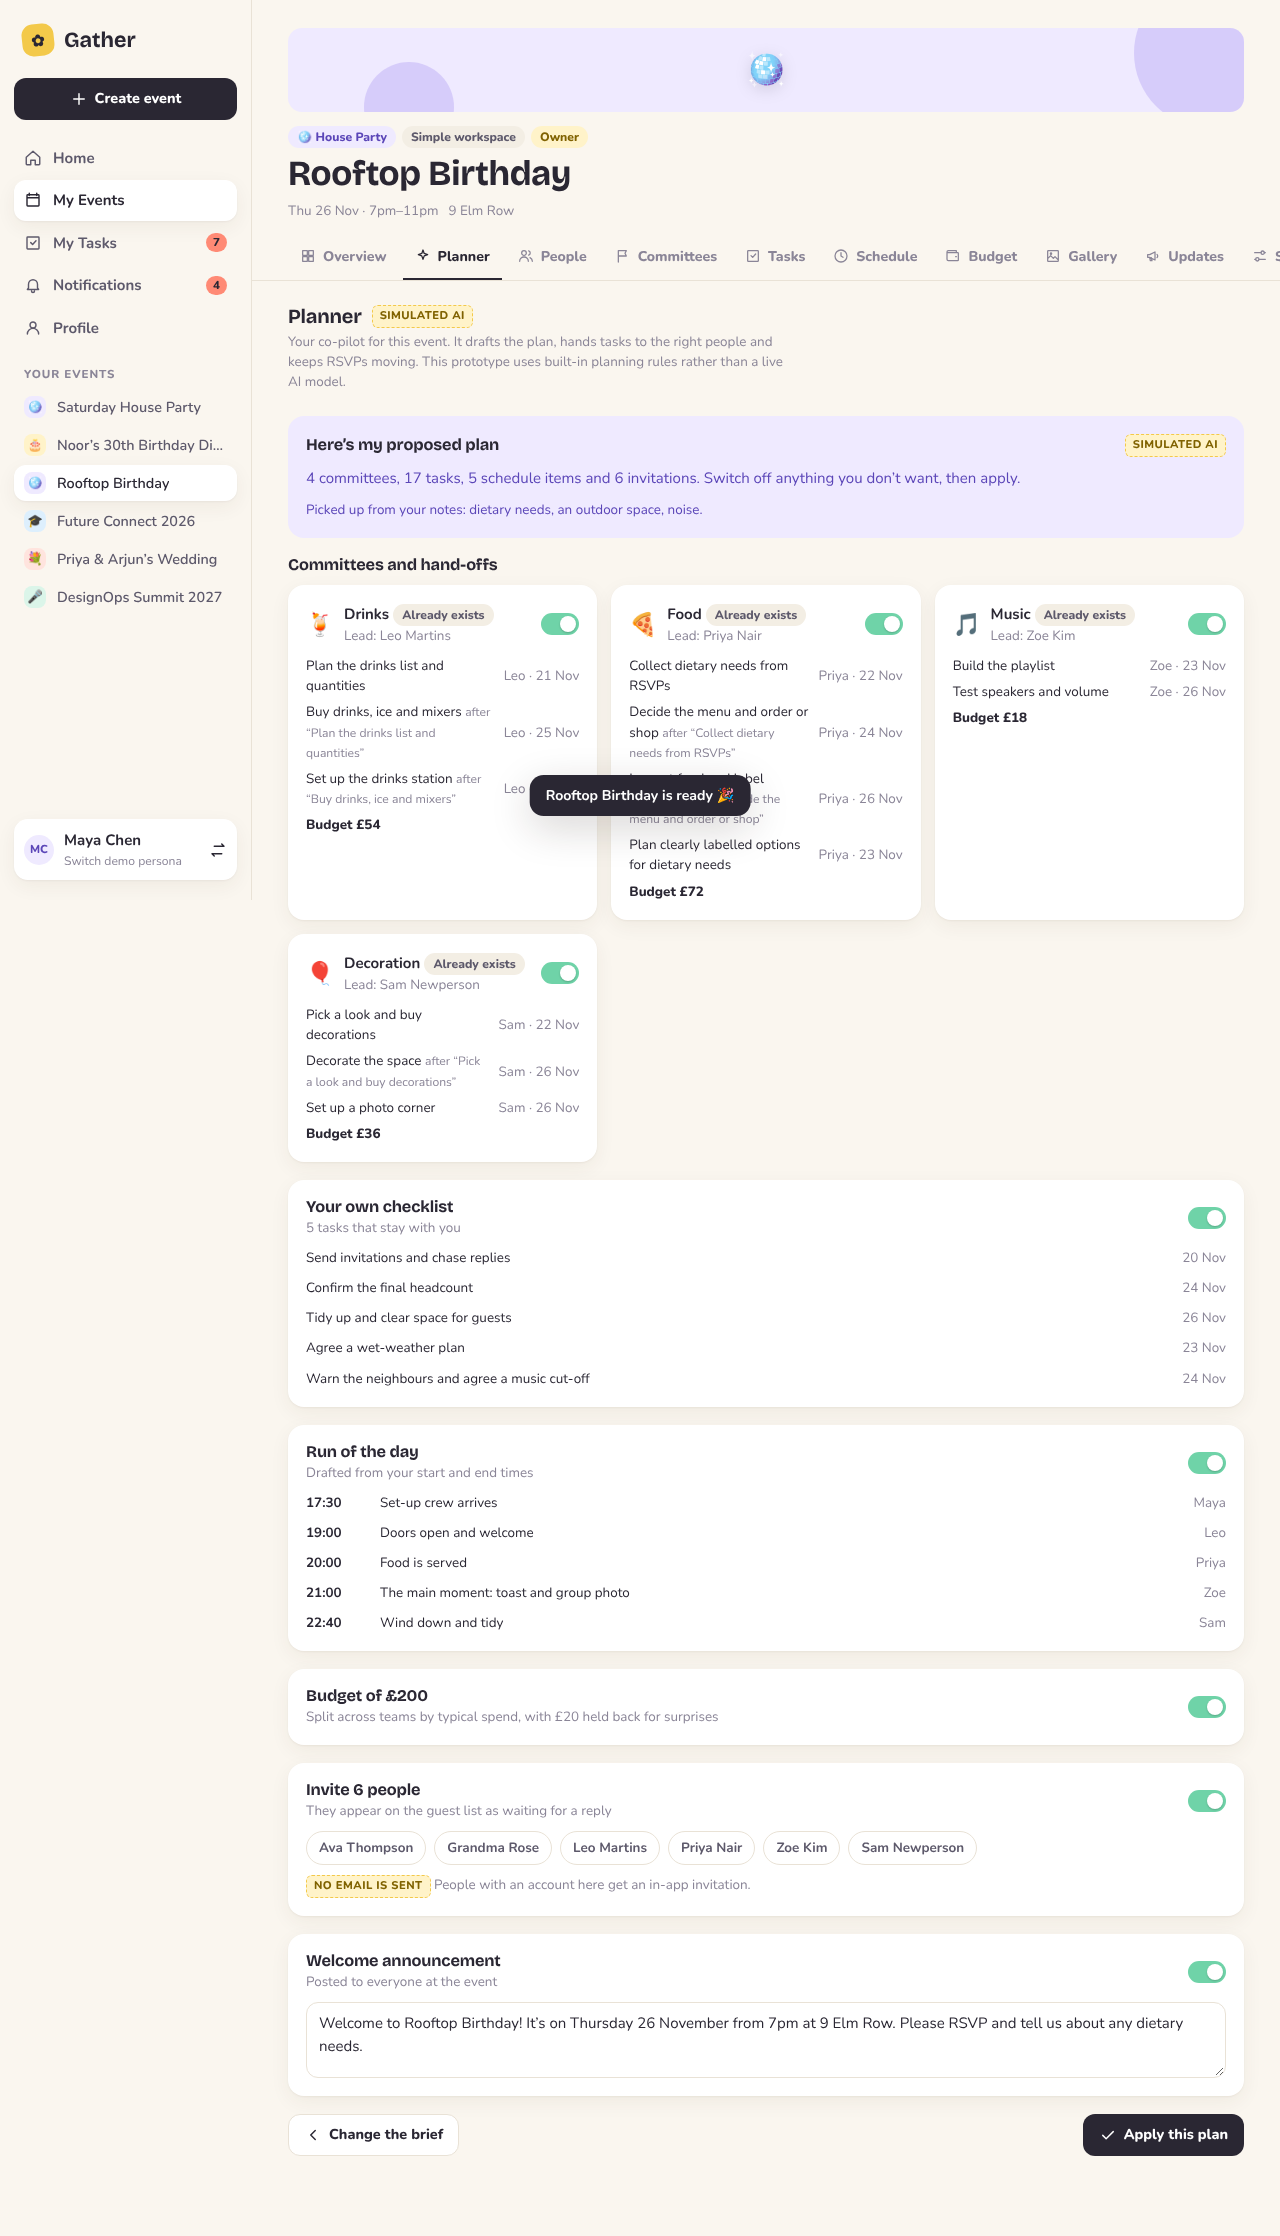 Gather
Create event
Home
My Events
My Tasks 7
Notifications 4
Profile
YOUR EVENTS
Saturday House Party
Noor’s 30th Birthday Di...
Rooftop Birthday
Future Connect 2026
Priya & Arjun’s Wedding
DesignOps Summit 2027
MC Maya Chen
Switch demo persona
House Party Simple workspace Owner
Rooftop Birthday
Thu 26 Nov · 7pm–11pm 9 Elm Row
Overview Planner People Committees Tasks Schedule Budget Gallery Updates S
Planner SIMULATED AI
Your co-pilot for this event. It drafts the plan, hands tasks to the right people and
keeps RSVPs moving. This prototype uses built-in planning rules rather than a live
AI model.
Here’s my proposed plan SIMULATED AI
4 committees, 17 tasks, 5 schedule items and 6 invitations. Switch off anything you don’t want, then apply.
Picked up from your notes: dietary needs, an outdoor space, noise.
Committees and hand-offs
Drinks Already exists
Lead: Leo Martins
Plan the drinks list and
quantities
Leo · 21 Nov
Buy drinks, ice and mixers after
“Plan the drinks list and
quantities”
Leo · 25 Nov
Set up the drinks station after
“Buy drinks, ice and mixers”
Leo
Budget £54
Food Already exists
Lead: Priya Nair
Collect dietary needs from
RSVPs
Priya · 22 Nov
Decide the menu and order or
shop after “Collect dietary
needs from RSVPs”
Priya · 24 Nov
the
menu and order or shop”
Priya · 26 Nov
Plan clearly labelled options
for dietary needs
Priya · 23 Nov
Budget £72
Rooftop Birthday is ready 🎉
Music Already exists
Lead: Zoe Kim
Build the playlist Zoe · 23 Nov
Test speakers and volume Zoe · 26 Nov
Budget £18
Decoration Already exists
Lead: Sam Newperson
Pick a look and buy
decorations
Sam · 22 Nov
Decorate the space after “Pick
a look and buy decorations”
Sam · 26 Nov
Set up a photo corner Sam · 26 Nov
Budget £36
Your own checklist
5 tasks that stay with you
Send invitations and chase replies 20 Nov
Confirm the final headcount 24 Nov
Tidy up and clear space for guests 26 Nov
Agree a wet-weather plan 23 Nov
Warn the neighbours and agree a music cut-off 24 Nov
Run of the day
Drafted from your start and end times
17:30 Set-up crew arrives Maya
19:00 Doors open and welcome Leo
20:00 Food is served Priya
21:00 The main moment: toast and group photo Zoe
22:40 Wind down and tidy Sam
Budget of £200
Split across teams by typical spend, with £20 held back for surprises
Invite 6 people
They appear on the guest list as waiting for a reply
Ava Thompson Grandma Rose Leo Martins Priya Nair Zoe Kim Sam Newperson
NO EMAIL IS SENT People with an account here get an in-app invitation.
Welcome announcement
Posted to everyone at the event
Welcome to Rooftop Birthday! It’s on Thursday 26 November from 7pm at 9 Elm Row. Please RSVP and tell us about any dietary
needs.
Change the brief
Apply this plan